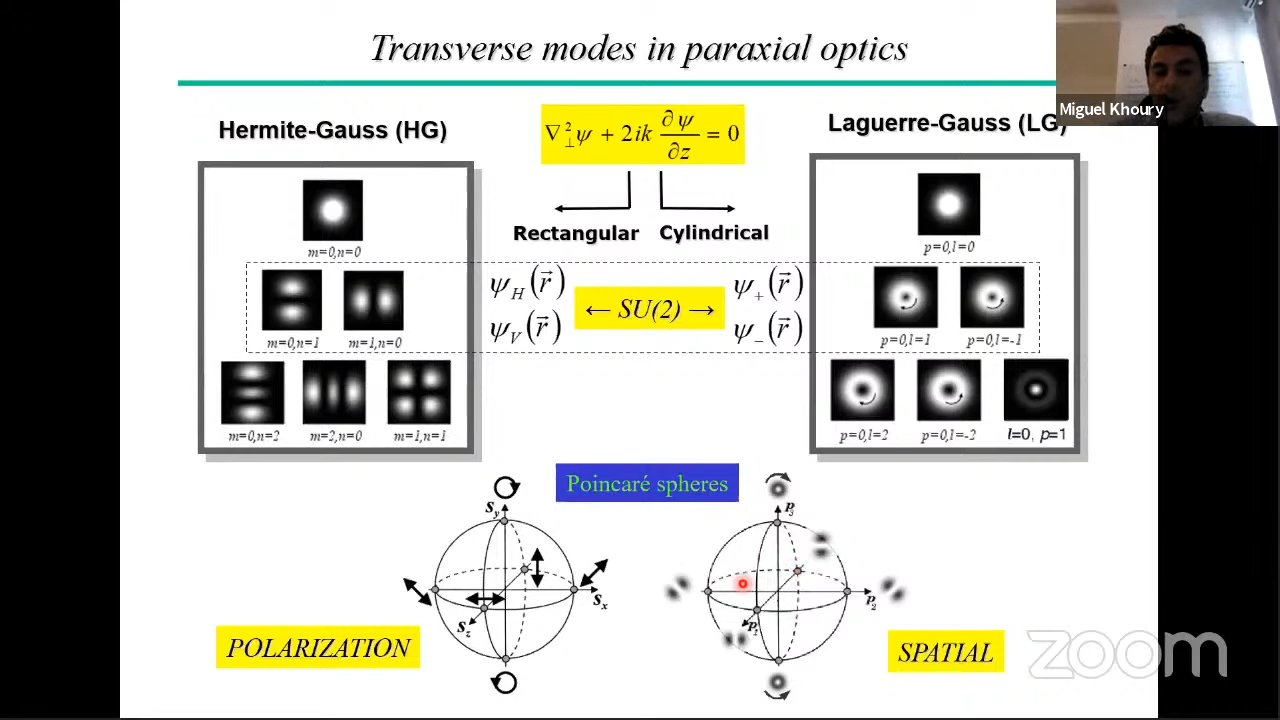 Transverse modes in paraxial optics
Miguel Khoury
Hermite-Gauss (HG)
∇⊥²ψ + 2ik ∂ψ/∂z = 0
Laguerre-Gauss (LG)
Rectangular Cylindrical
m=0,n=0
p=0,l=0
ψH(r⃗)
ψV(r⃗)
← SU(2) →
ψ+(r⃗)
ψ−(r⃗)
m=0,n=1 m=1,n=0
p=0,l=1 p=0,l=-1
m=0,n=2 m=2,n=0 m=1,n=1
p=0,l=2 p=0,l=-2 l=0, p=1
Poincaré spheres
Sy
Sx
Sz
P3
P2
P1
POLARIZATION
SPATIAL
zoom